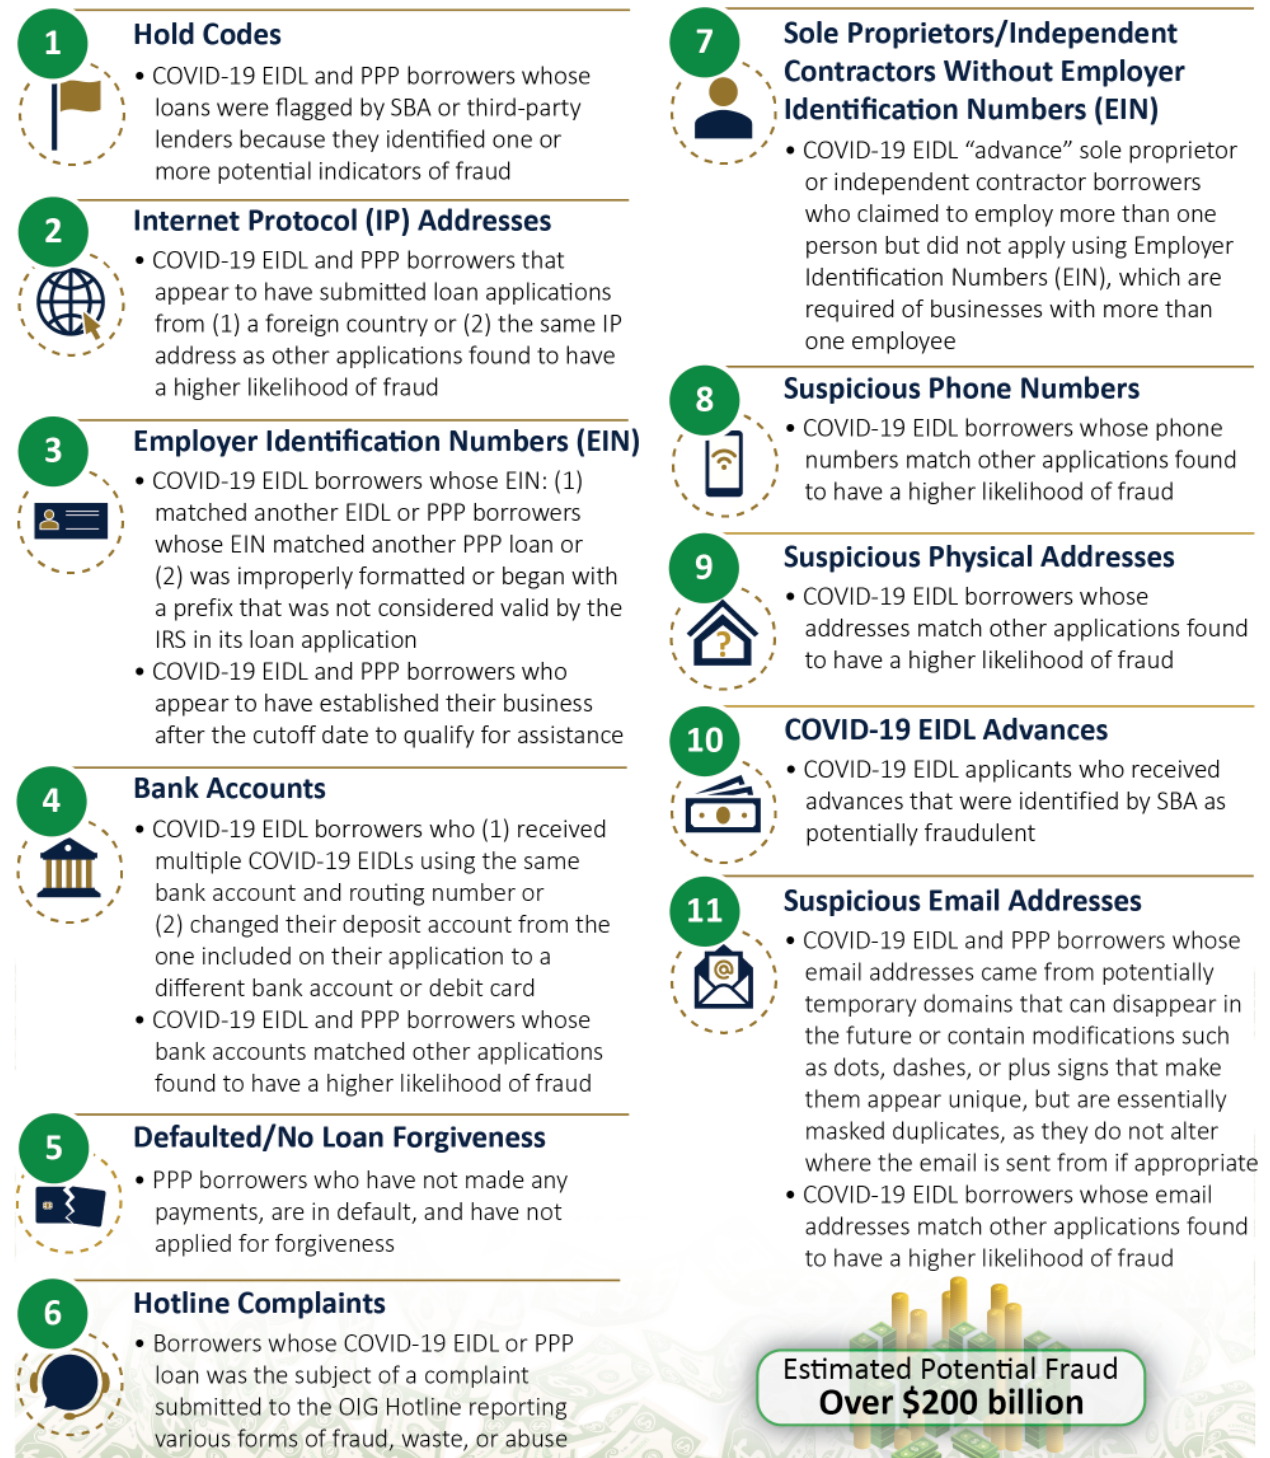 1
Hold Codes
• COVID-19 EIDL and PPP borrowers whose
loans were flagged by SBA or third-party
lenders because they identified one or
more potential indicators of fraud
2
Internet Protocol (IP) Addresses
• COVID-19 EIDL and PPP borrowers that
appear to have submitted loan applications
from (1) a foreign country or (2) the same IP
address as other applications found to have
a higher likelihood of fraud
3
Employer Identification Numbers (EIN)
• COVID-19 EIDL borrowers whose EIN: (1)
matched another EIDL or PPP borrowers
whose EIN matched another PPP loan or
(2) was improperly formatted or began with
a prefix that was not considered valid by the
IRS in its loan application
• COVID-19 EIDL and PPP borrowers who
appear to have established their business
after the cutoff date to qualify for assistance
4
Bank Accounts
• COVID-19 EIDL borrowers who (1) received
multiple COVID-19 EIDLs using the same
bank account and routing number or
(2) changed their deposit account from the
one included on their application to a
different bank account or debit card
• COVID-19 EIDL and PPP borrowers whose
bank accounts matched other applications
found to have a higher likelihood of fraud
5
Defaulted/No Loan Forgiveness
• PPP borrowers who have not made any
payments, are in default, and have not
applied for forgiveness
6
Hotline Complaints
• Borrowers whose COVID-19 EIDL or PPP
loan was the subject of a complaint
submitted to the OIG Hotline reporting
various forms of fraud, waste, or abuse
7
Sole Proprietors/Independent
Contractors Without Employer
Identification Numbers (EIN)
• COVID-19 EIDL “advance” sole proprietor
or independent contractor borrowers
who claimed to employ more than one
person but did not apply using Employer
Identification Numbers (EIN), which are
required of businesses with more than
one employee
8
Suspicious Phone Numbers
• COVID-19 EIDL borrowers whose phone
numbers match other applications found
to have a higher likelihood of fraud
9
Suspicious Physical Addresses
• COVID-19 EIDL borrowers whose
addresses match other applications found
to have a higher likelihood of fraud
?
10
COVID-19 EIDL Advances
• COVID-19 EIDL applicants who received
advances that were identified by SBA as
potentially fraudulent
11
Suspicious Email Addresses
@
• COVID-19 EIDL and PPP borrowers whose
email addresses came from potentially
temporary domains that can disappear in
the future or contain modifications such
as dots, dashes, or plus signs that make
them appear unique, but are essentially
masked duplicates, as they do not alter
where the email is sent from if appropriate
• COVID-19 EIDL borrowers whose email
addresses match other applications found
to have a higher likelihood of fraud
Estimated Potential Fraud
Over $200 billion